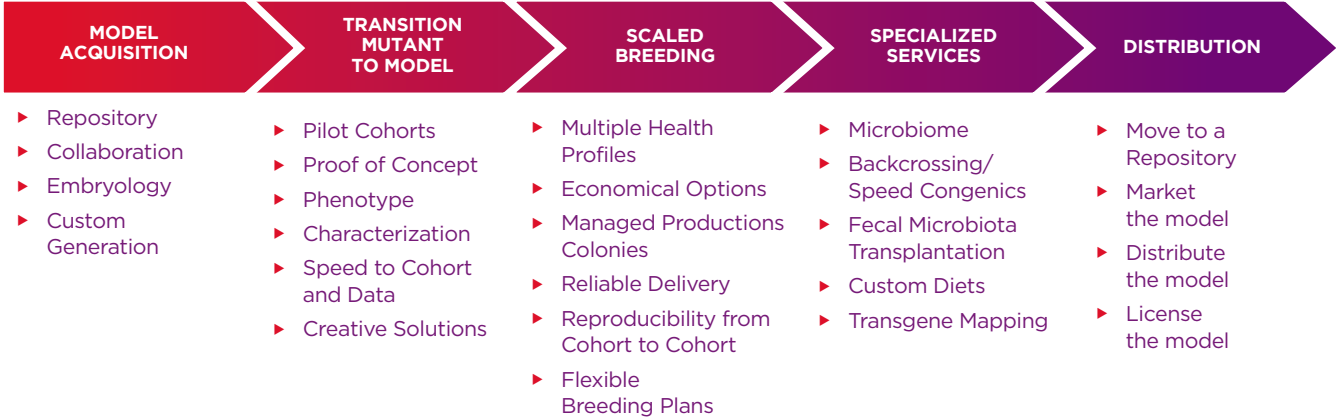 MODEL
ACQUISITION
TRANSITION
MUTANT
TO MODEL
SCALED
BREEDING
SPECIALIZED
SERVICES
DISTRIBUTION
Repository
Collaboration
Embryology
Custom
Generation
Pilot Cohorts
Proof of Concept
Phenotype
Characterization
Speed to Cohort
and Data
Creative Solutions
Multiple Health
Profiles
Economical Options
Managed Productions
Colonies
Reliable Delivery
Reproducibility from
Cohort to Cohort
Flexible
Breeding Plans
Microbiome
Backcrossing/
Speed Congenics
Fecal Microbiota
Transplantation
Custom Diets
Transgene Mapping
Move to a
Repository
Market
the model
Distribute
the model
License
the model